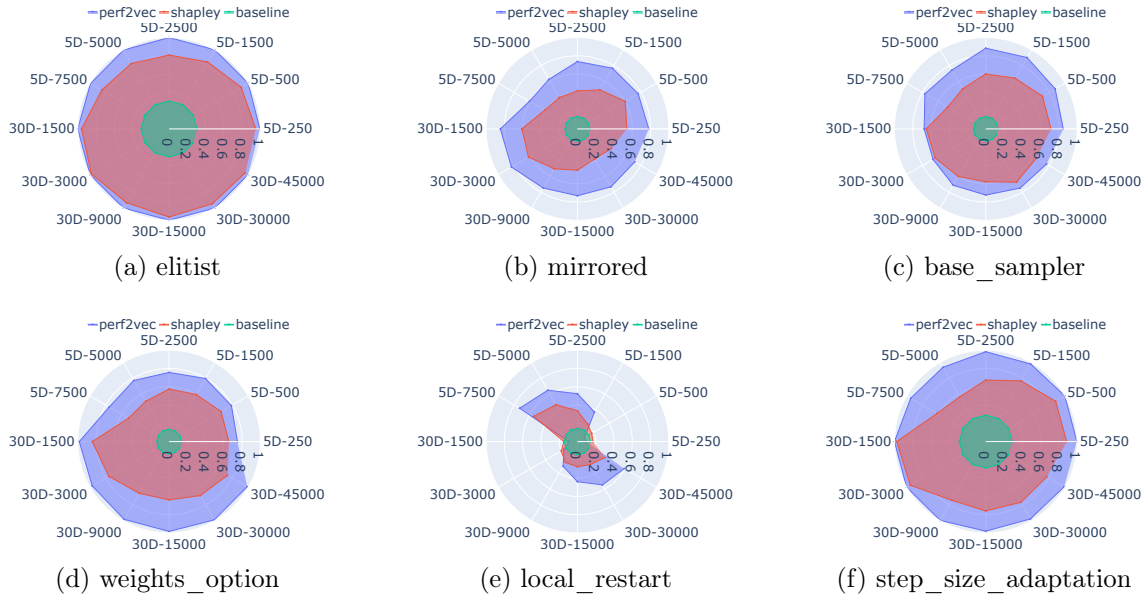 perf2vec shapley baseline
5D-2500
5D-5000 5D-1500
5D-7500 5D-500
30D-1500 5D-250
0 0.2 0.4 0.6 0.8 1
30D-3000 30D-45000
30D-9000 30D-30000
30D-15000
(a) elitist
perf2vec shapley baseline
5D-2500
5D-5000 5D-1500
5D-7500 5D-500
30D-1500 5D-250
0 0.2 0.4 0.6 0.8 1
30D-3000 30D-45000
30D-9000 30D-30000
30D-15000
(b) mirrored
perf2vec shapley baseline
5D-2500
5D-5000 5D-1500
5D-7500 5D-500
30D-1500 5D-250
0 0.2 0.4 0.6 0.8 1
30D-3000 30D-45000
30D-9000 30D-30000
30D-15000
(c) base_sampler
perf2vec shapley baseline
5D-2500
5D-5000 5D-1500
5D-7500 5D-500
30D-1500 5D-250
0 0.2 0.4 0.6 0.8 1
30D-3000 30D-45000
30D-9000 30D-30000
30D-15000
(d) weights_option
perf2vec shapley baseline
5D-2500
5D-5000 5D-1500
5D-7500 5D-500
30D-1500 5D-250
0 0.2 0.4 0.6 0.8 1
30D-3000 30D-45000
30D-9000 30D-30000
30D-15000
(e) local_restart
perf2vec shapley baseline
5D-2500
5D-5000 5D-1500
5D-7500 5D-500
30D-1500 5D-250
0 0.2 0.4 0.6 0.8 1
30D-3000 30D-45000
30D-9000 30D-30000
30D-15000
(f) step_size_adaptation